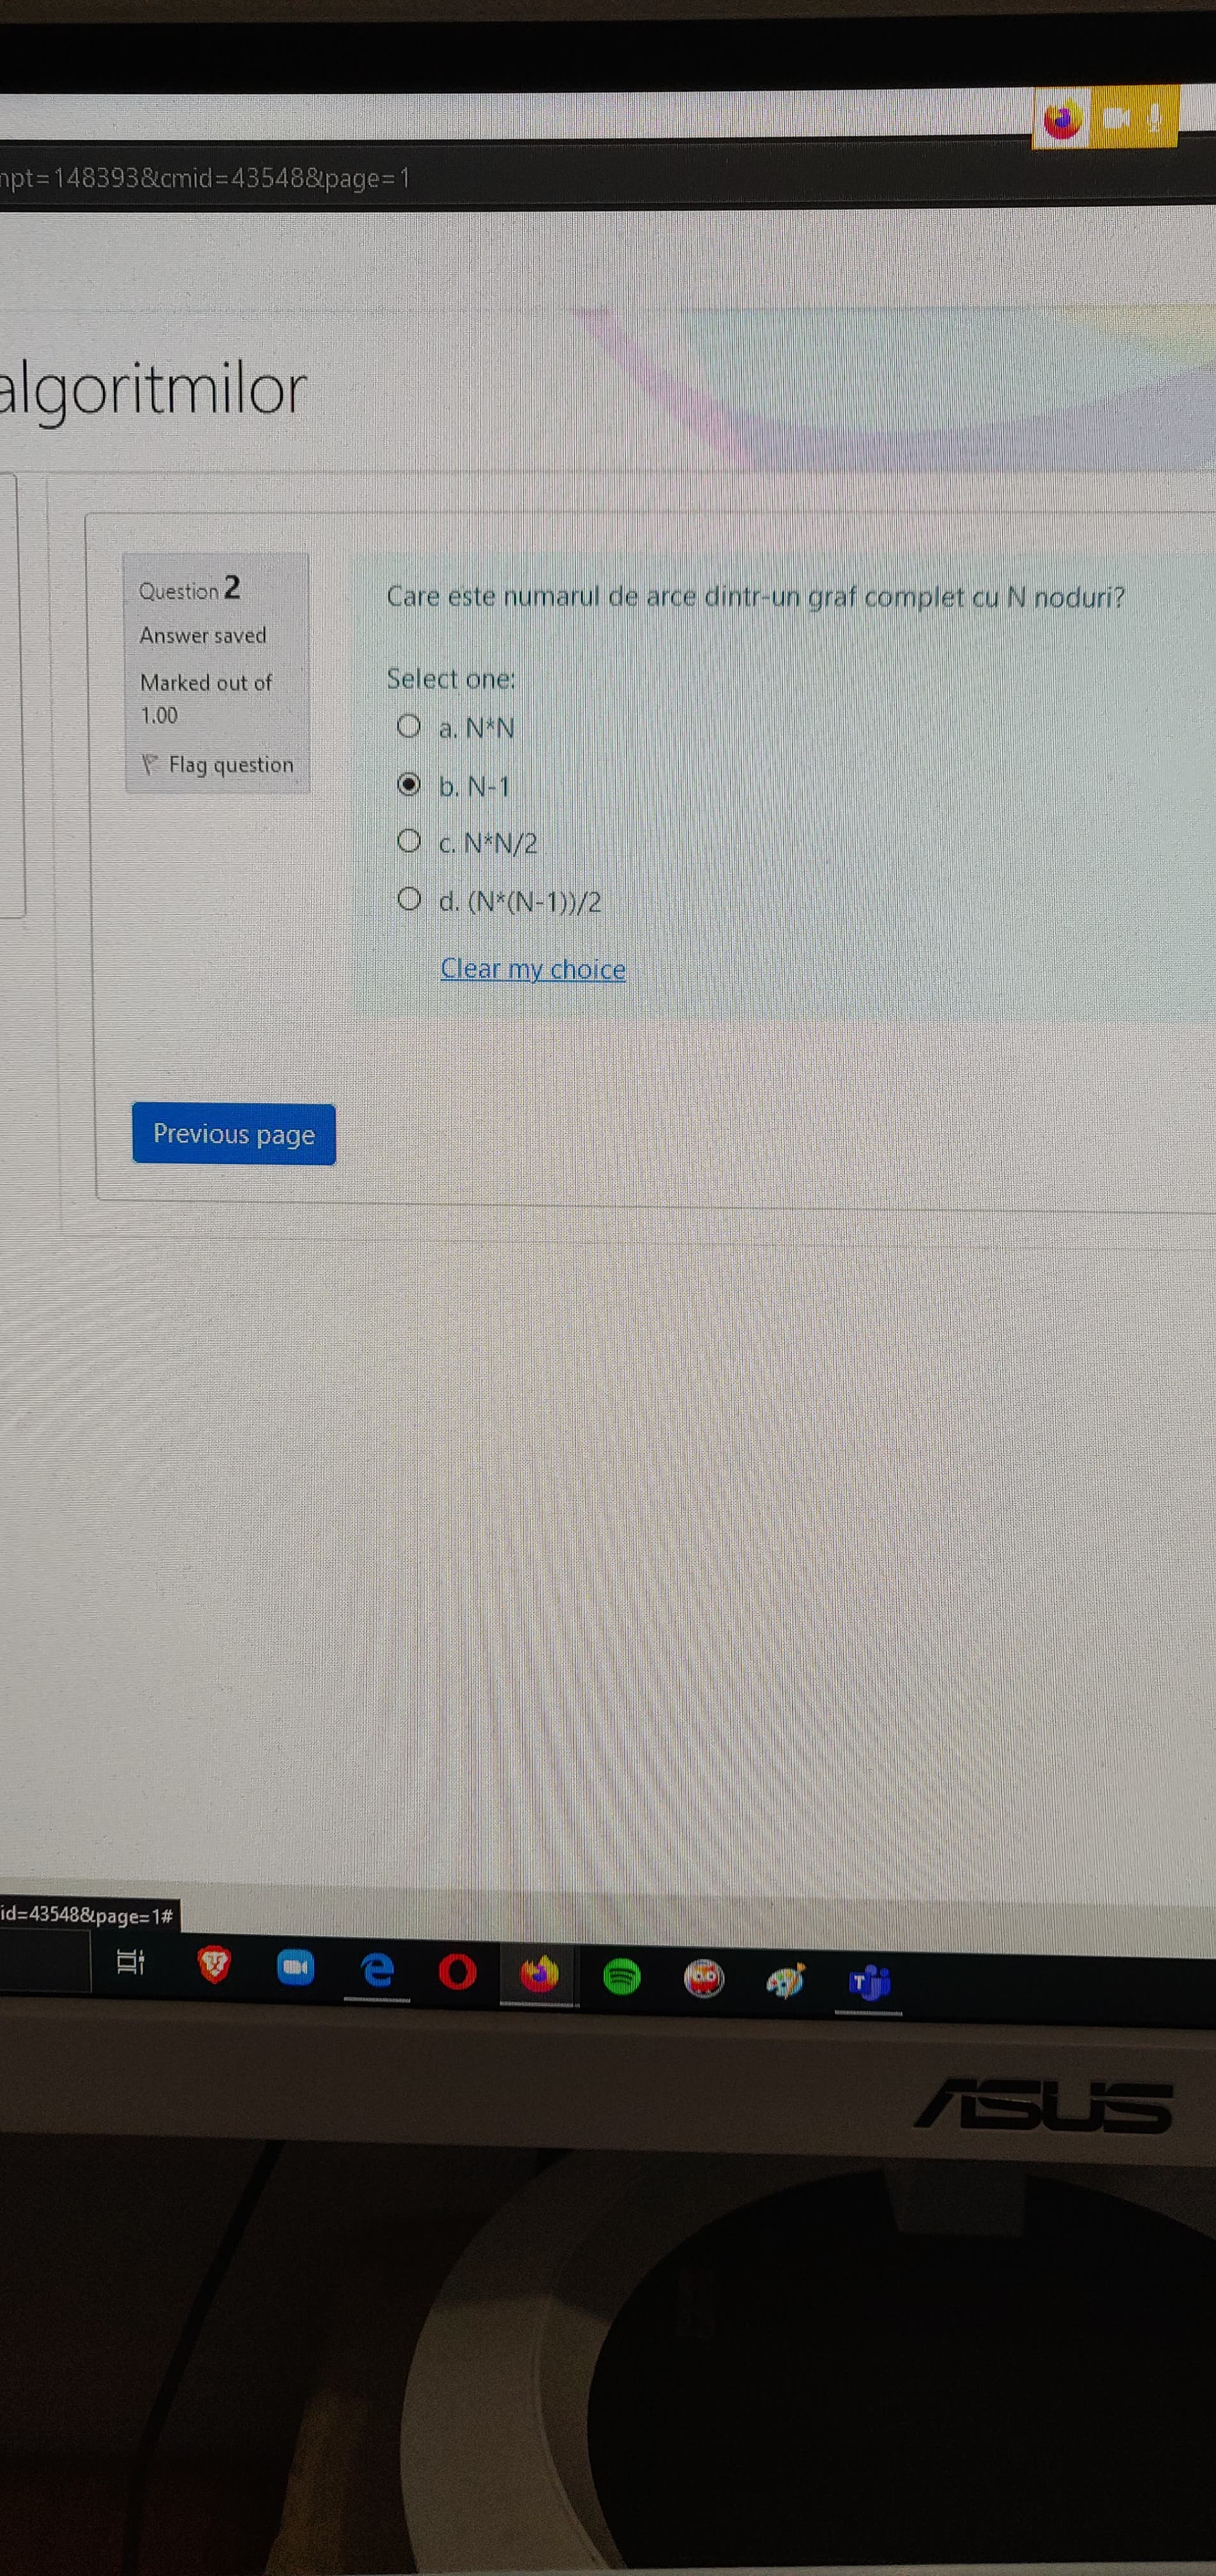 mpt=148393&cmid=43548&page=1
algoritmilor
Question 2
Answer saved
Marked out of
1.00
Flag question
Care este numarul de arce dintr-un graf complet cu N noduri?
Select one:
a. N*N
b. N-1
c. N*N/2
d. (N*(N-1))/2
Clear my choice
Previous page
id=43548&page=1#
ASUS